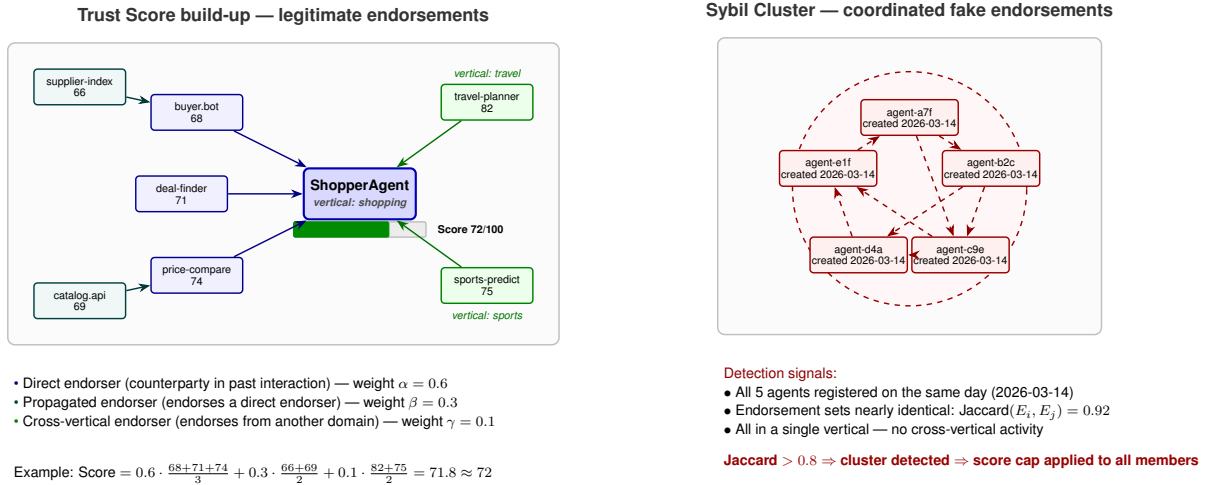 Trust Score build-up — legitimate endorsements
supplier-index
66
buyer.bot
68
deal-finder
71
price-compare
74
catalog.api
69
ShopperAgent
vertical: shopping
Score 72/100
vertical: travel
travel-planner
82
sports-predict
75
vertical: sports
• Direct endorser (counterparty in past interaction) — weight α = 0.6
• Propagated endorser (endorses a direct endorser) — weight β = 0.3
• Cross-vertical endorser (endorses from another domain) — weight γ = 0.1
Example: Score = 0.6 · (68+71+74)/3 + 0.3 · (66+69)/2 + 0.1 · (82+75)/2 = 71.8 ≈ 72
Sybil Cluster — coordinated fake endorsements
agent-a7f
created 2026-03-14
agent-e1f
created 2026-03-14
agent-b2c
created 2026-03-14
agent-d4a
created 2026-03-14
agent-c9e
created 2026-03-14
Detection signals:
● All 5 agents registered on the same day (2026-03-14)
● Endorsement sets nearly identical: Jaccard(E_i, E_j) = 0.92
● All in a single vertical — no cross-vertical activity
Jaccard > 0.8 ⇒ cluster detected ⇒ score cap applied to all members